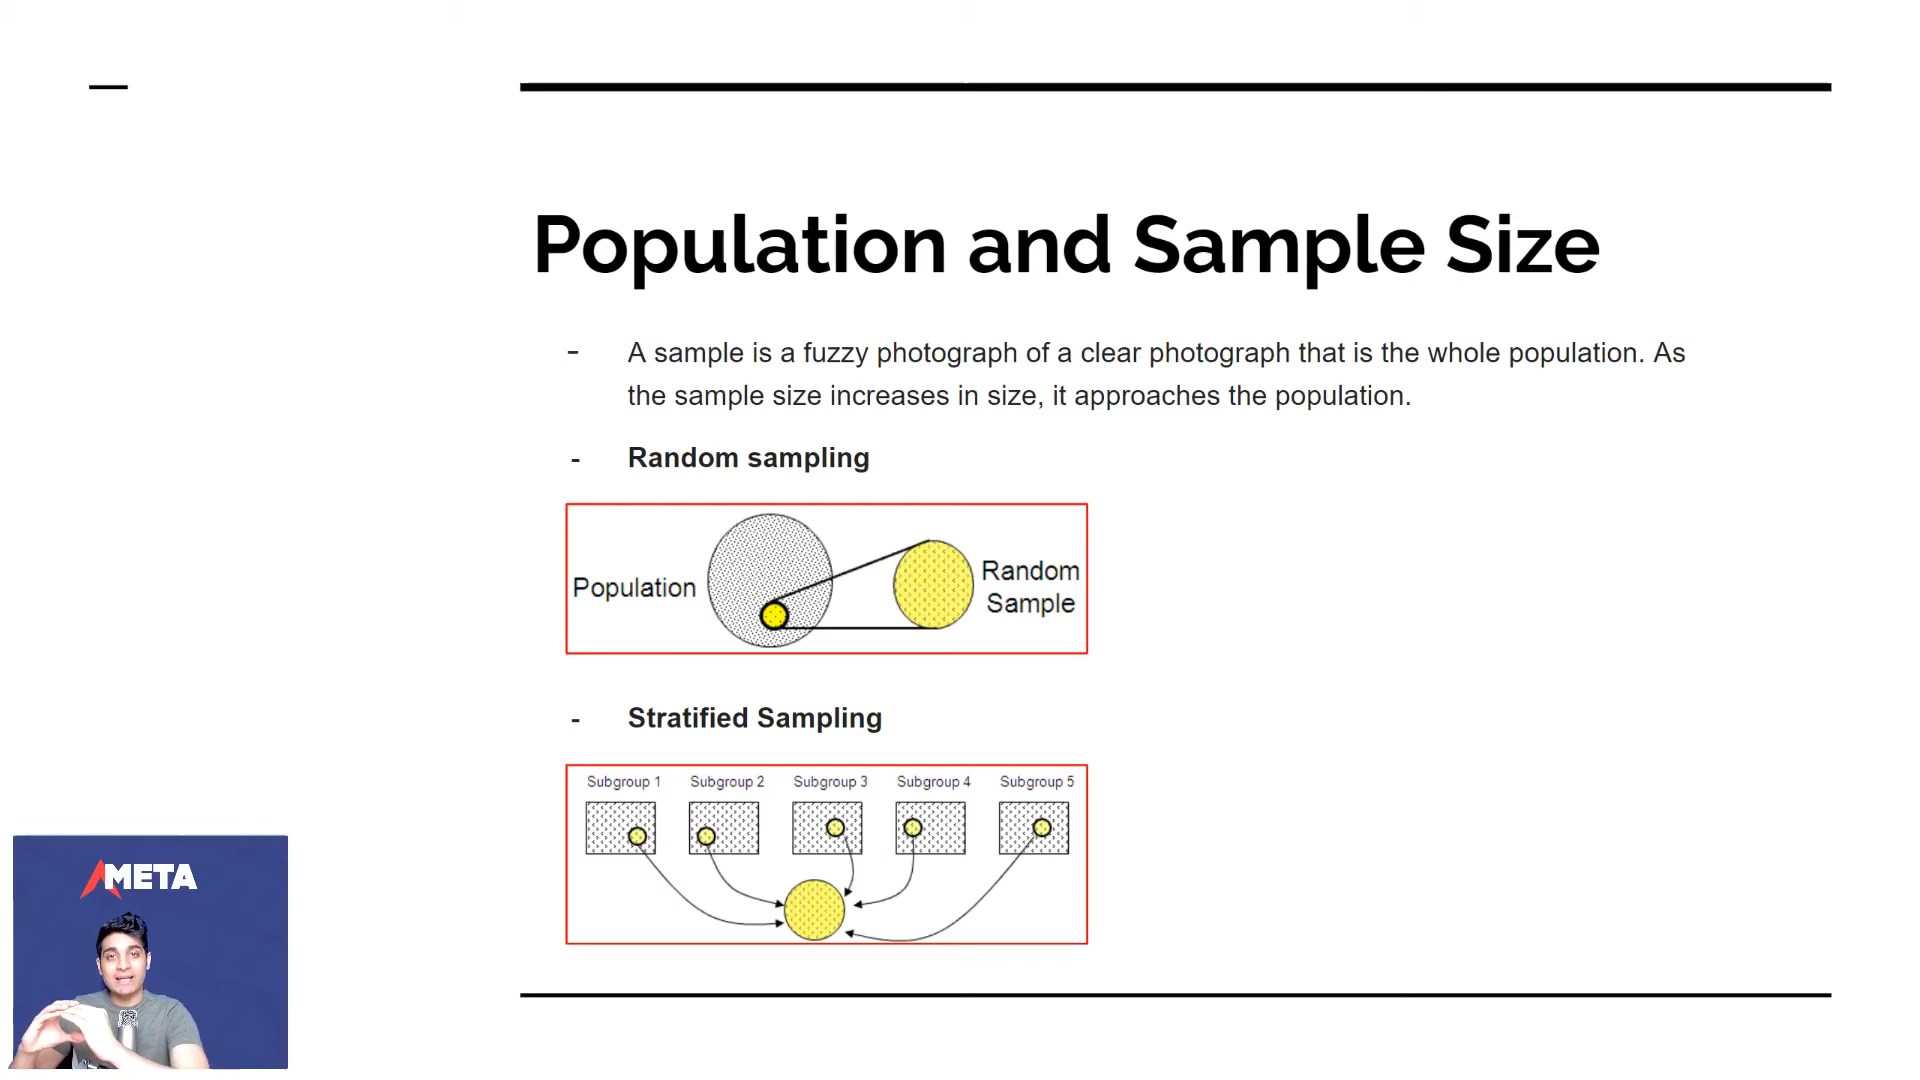 Population and Sample Size
- A sample is a fuzzy photograph of a clear photograph that is the whole population. As
the sample size increases in size, it approaches the population.
- Random sampling
Population
Random
Sample
- Stratified Sampling
Subgroup 1 Subgroup 2 Subgroup 3 Subgroup 4 Subgroup 5
META